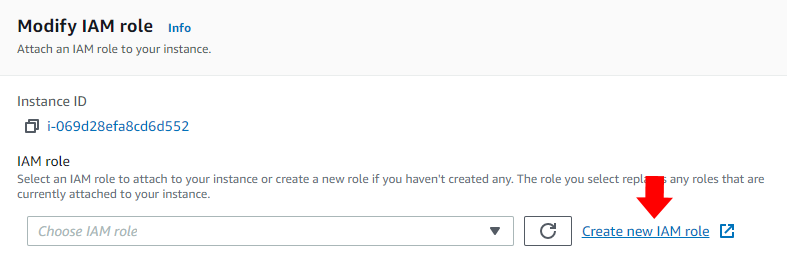 Modify IAM role Info
Attach an IAM role to your instance.
Instance ID
i-069d28efa8cd6d552
IAM role
Select an IAM role to attach to your instance or create a new role if you haven't created any. The role you select repla any roles that are
currently attached to your instance.
Choose IAM role
Create new IAM role